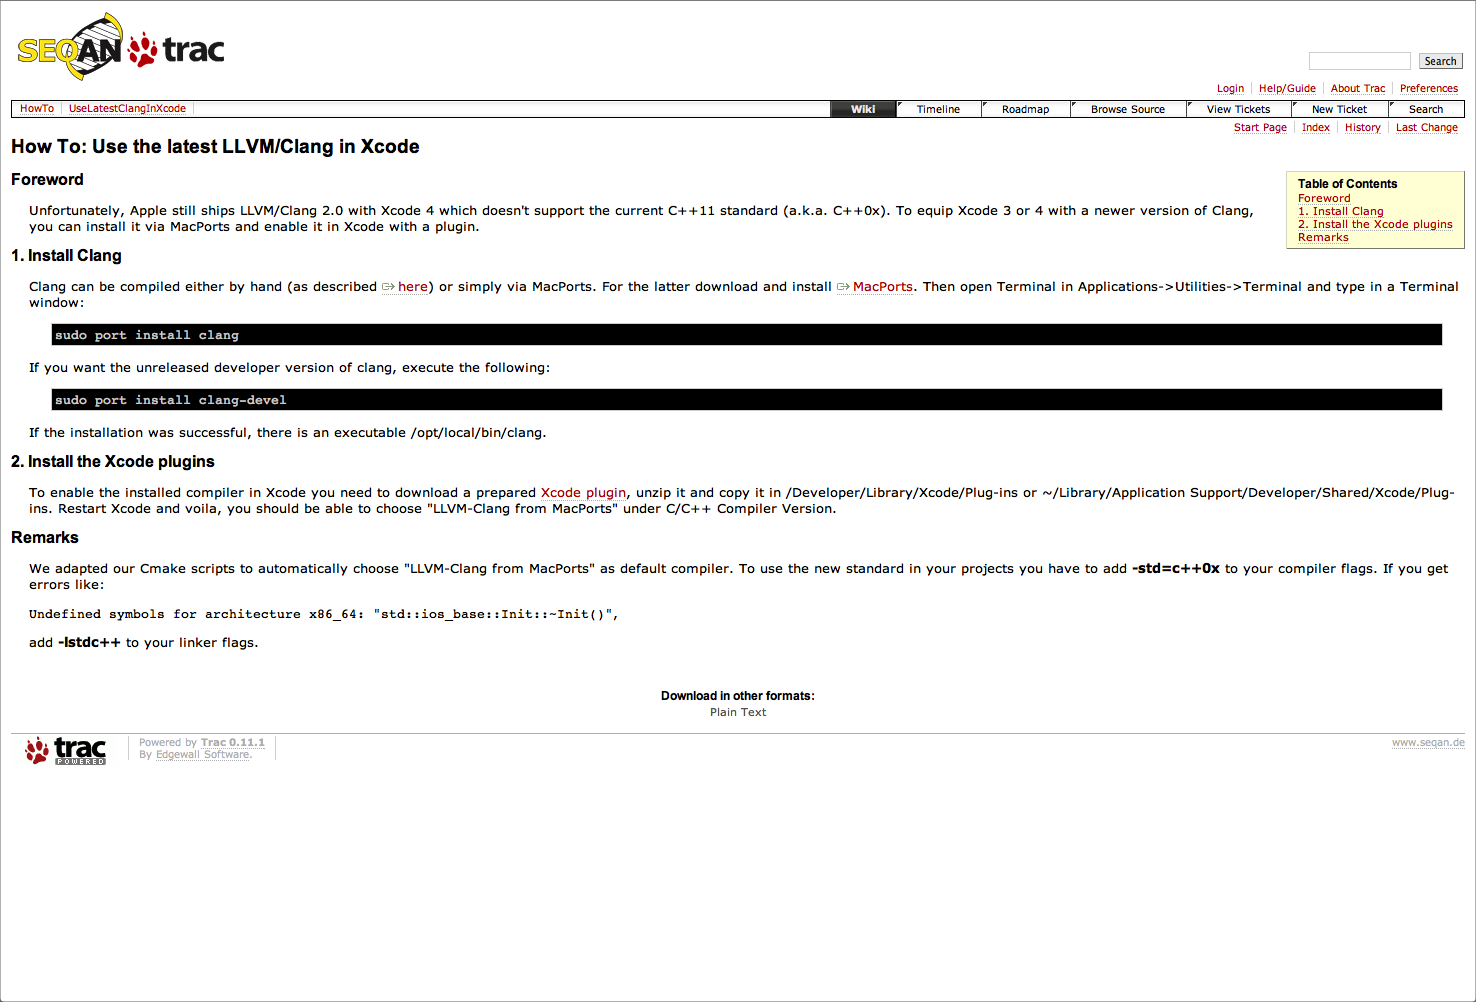 SEQAN trac
Search
Login Help/Guide About Trac Preferences
HowTo UseLatestClangInXcode Wiki Timeline Roadmap Browse Source View Tickets New Ticket Search
Start Page Index History Last Change
How To: Use the latest LLVM/Clang in Xcode
Foreword
Unfortunately, Apple still ships LLVM/Clang 2.0 with Xcode 4 which doesn't support the current C++11 standard (a.k.a. C++0x). To equip Xcode 3 or 4 with a newer version of Clang,
you can install it via MacPorts and enable it in Xcode with a plugin.
Table of Contents
Foreword
1. Install Clang
2. Install the Xcode plugins
Remarks
1. Install Clang
Clang can be compiled either by hand (as described here) or simply via MacPorts. For the latter download and install MacPorts. Then open Terminal in Applications->Utilities->Terminal and type in a Terminal
window:
sudo port install clang
If you want the unreleased developer version of clang, execute the following:
sudo port install clang-devel
If the installation was successful, there is an executable /opt/local/bin/clang.
2. Install the Xcode plugins
To enable the installed compiler in Xcode you need to download a prepared Xcode plugin, unzip it and copy it in /Developer/Library/Xcode/Plug-ins or ~/Library/Application Support/Developer/Shared/Xcode/Plug-
ins. Restart Xcode and voila, you should be able to choose "LLVM-Clang from MacPorts" under C/C++ Compiler Version.
Remarks
We adapted our Cmake scripts to automatically choose "LLVM-Clang from MacPorts" as default compiler. To use the new standard in your projects you have to add -std=c++0x to your compiler flags. If you get
errors like:
Undefined symbols for architecture x86_64: "std::ios_base::Init::~Init()",
add -lstdc++ to your linker flags.
Download in other formats:
Plain Text
trac POWERED
Powered by Trac 0.11.1
By Edgewall Software.
www.seqan.de